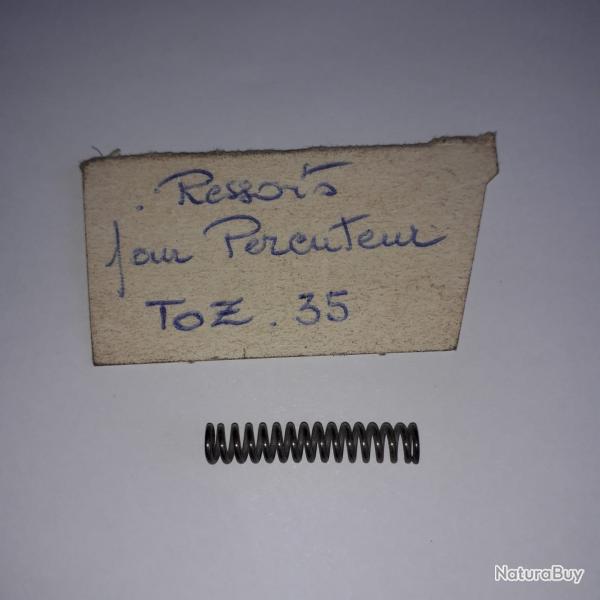 . Ressorts
pour Percuteur
ToZ. 35
NaturaBuy